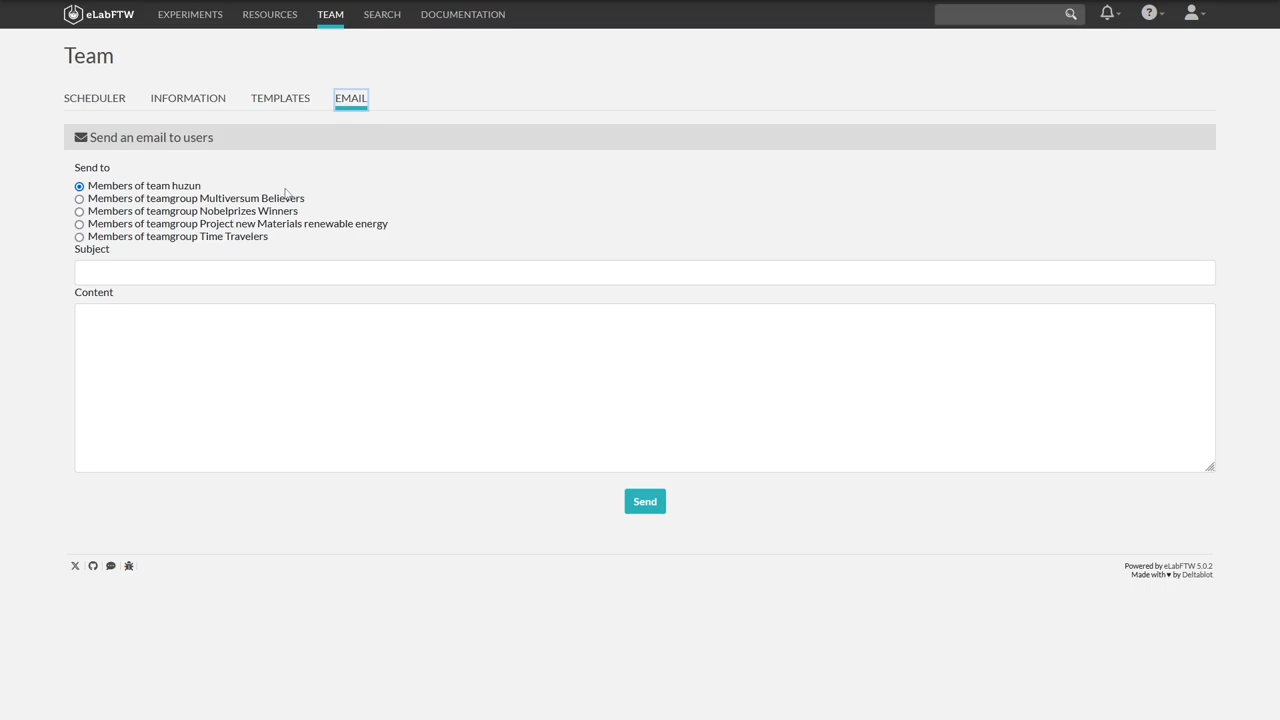 eLabFTW EXPERIMENTS RESOURCES TEAM SEARCH DOCUMENTATION
Team
SCHEDULER INFORMATION TEMPLATES EMAIL
Send an email to users
Send to
Members of team huzun
Members of teamgroup Multiversum Believers
Members of teamgroup Nobelprizes Winners
Members of teamgroup Project new Materials renewable energy
Members of teamgroup Time Travelers
Subject
Content
Send
Powered by eLabFTW 5.0.2
Made with ♥ by Deltablot